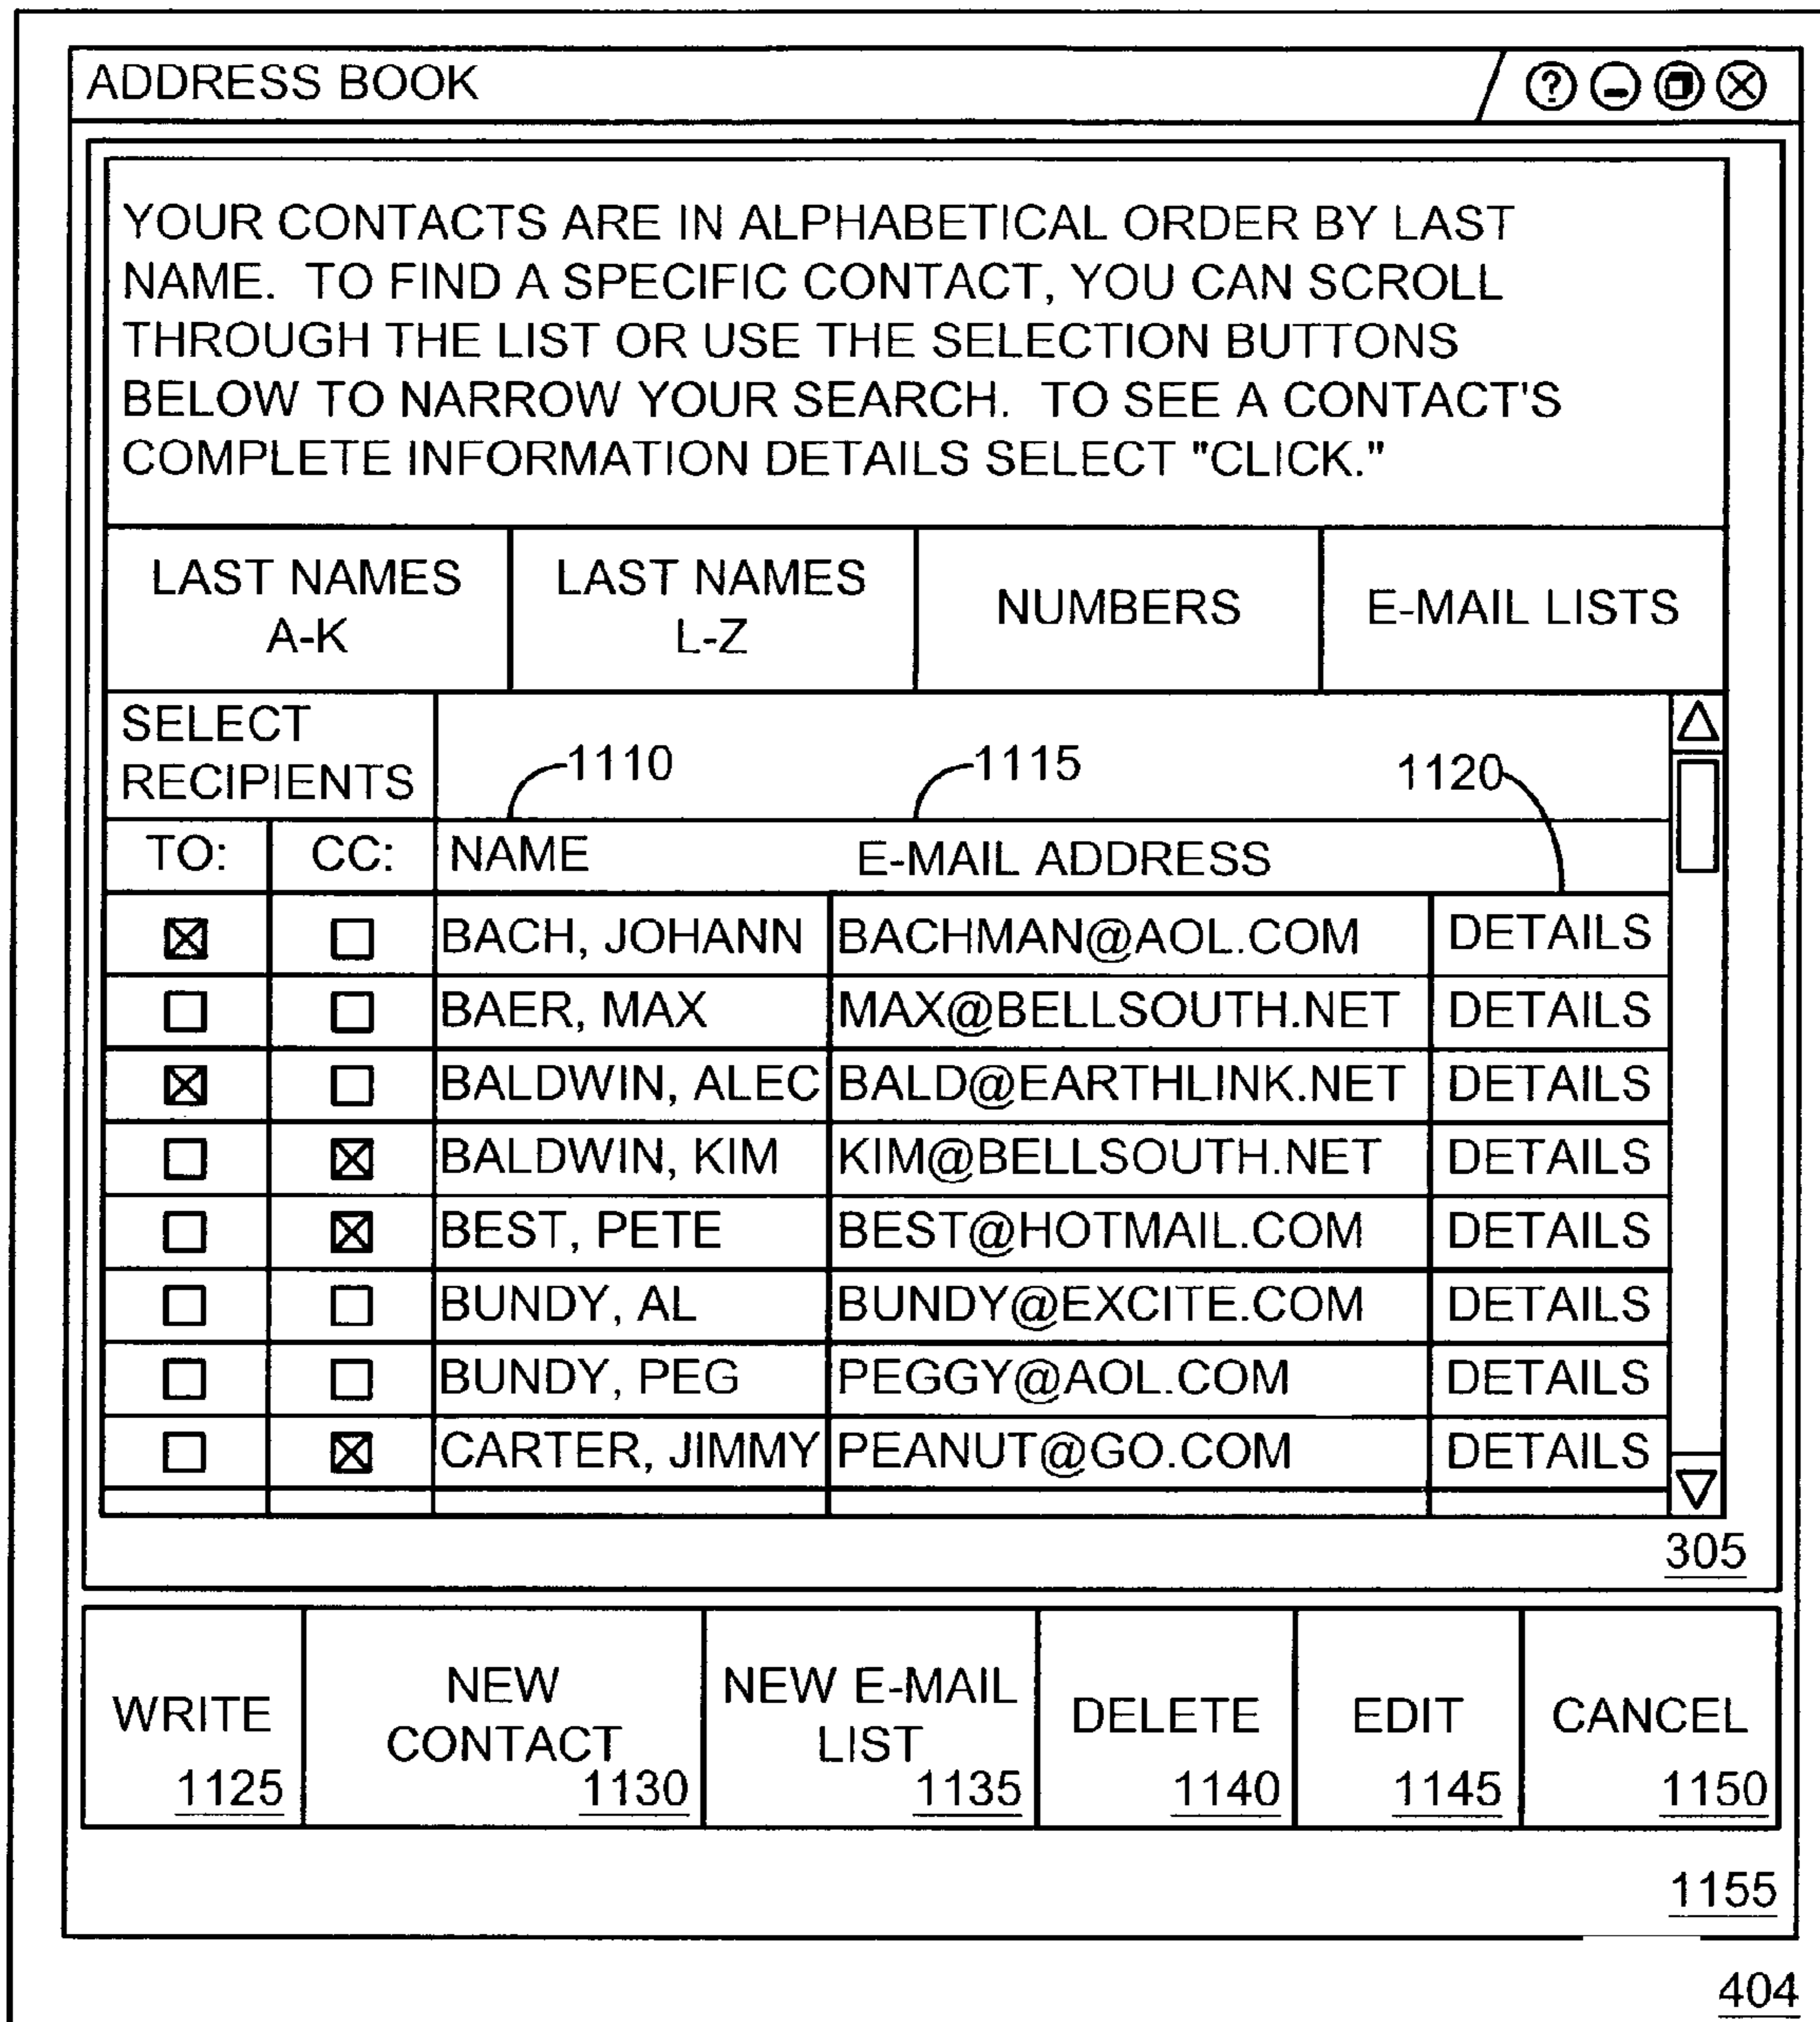 ADDRESS BOOK
YOUR CONTACTS ARE IN ALPHABETICAL ORDER BY LAST
NAME. TO FIND A SPECIFIC CONTACT, YOU CAN SCROLL
THROUGH THE LIST OR USE THE SELECTION BUTTONS
BELOW TO NARROW YOUR SEARCH. TO SEE A CONTACT'S
COMPLETE INFORMATION DETAILS SELECT "CLICK."
LAST NAMES
A-K
LAST NAMES
L-Z
NUMBERS
E-MAIL LISTS
SELECT
RECIPIENTS
1110 1115 1120
TO: CC: NAME E-MAIL ADDRESS
BACH, JOHANN BACHMAN@AOL.COM DETAILS
BAER, MAX MAX@BELLSOUTH.NET DETAILS
BALDWIN, ALEC BALD@EARTHLINK.NET DETAILS
BALDWIN, KIM KIM@BELLSOUTH.NET DETAILS
BEST, PETE BEST@HOTMAIL.COM DETAILS
BUNDY, AL BUNDY@EXCITE.COM DETAILS
BUNDY, PEG PEGGY@AOL.COM DETAILS
CARTER, JIMMY PEANUT@GO.COM DETAILS
305
WRITE
1125
NEW
CONTACT
1130
NEW E-MAIL
LIST
1135
DELETE
1140
EDIT
1145
CANCEL
1150
1155
404